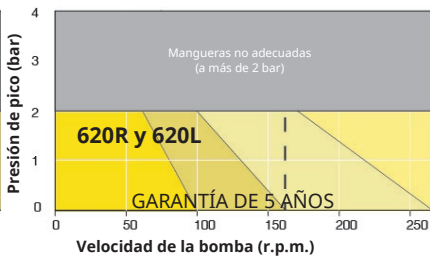 4
3
2
1
0
Presión de pico (bar)
Mangueras no adecuadas
(a más de 2 bar)
620R y 620L
GARANTÍA DE 5 AÑOS
0 50 100 150 200 250
Velocidad de la bomba (r.p.m.)